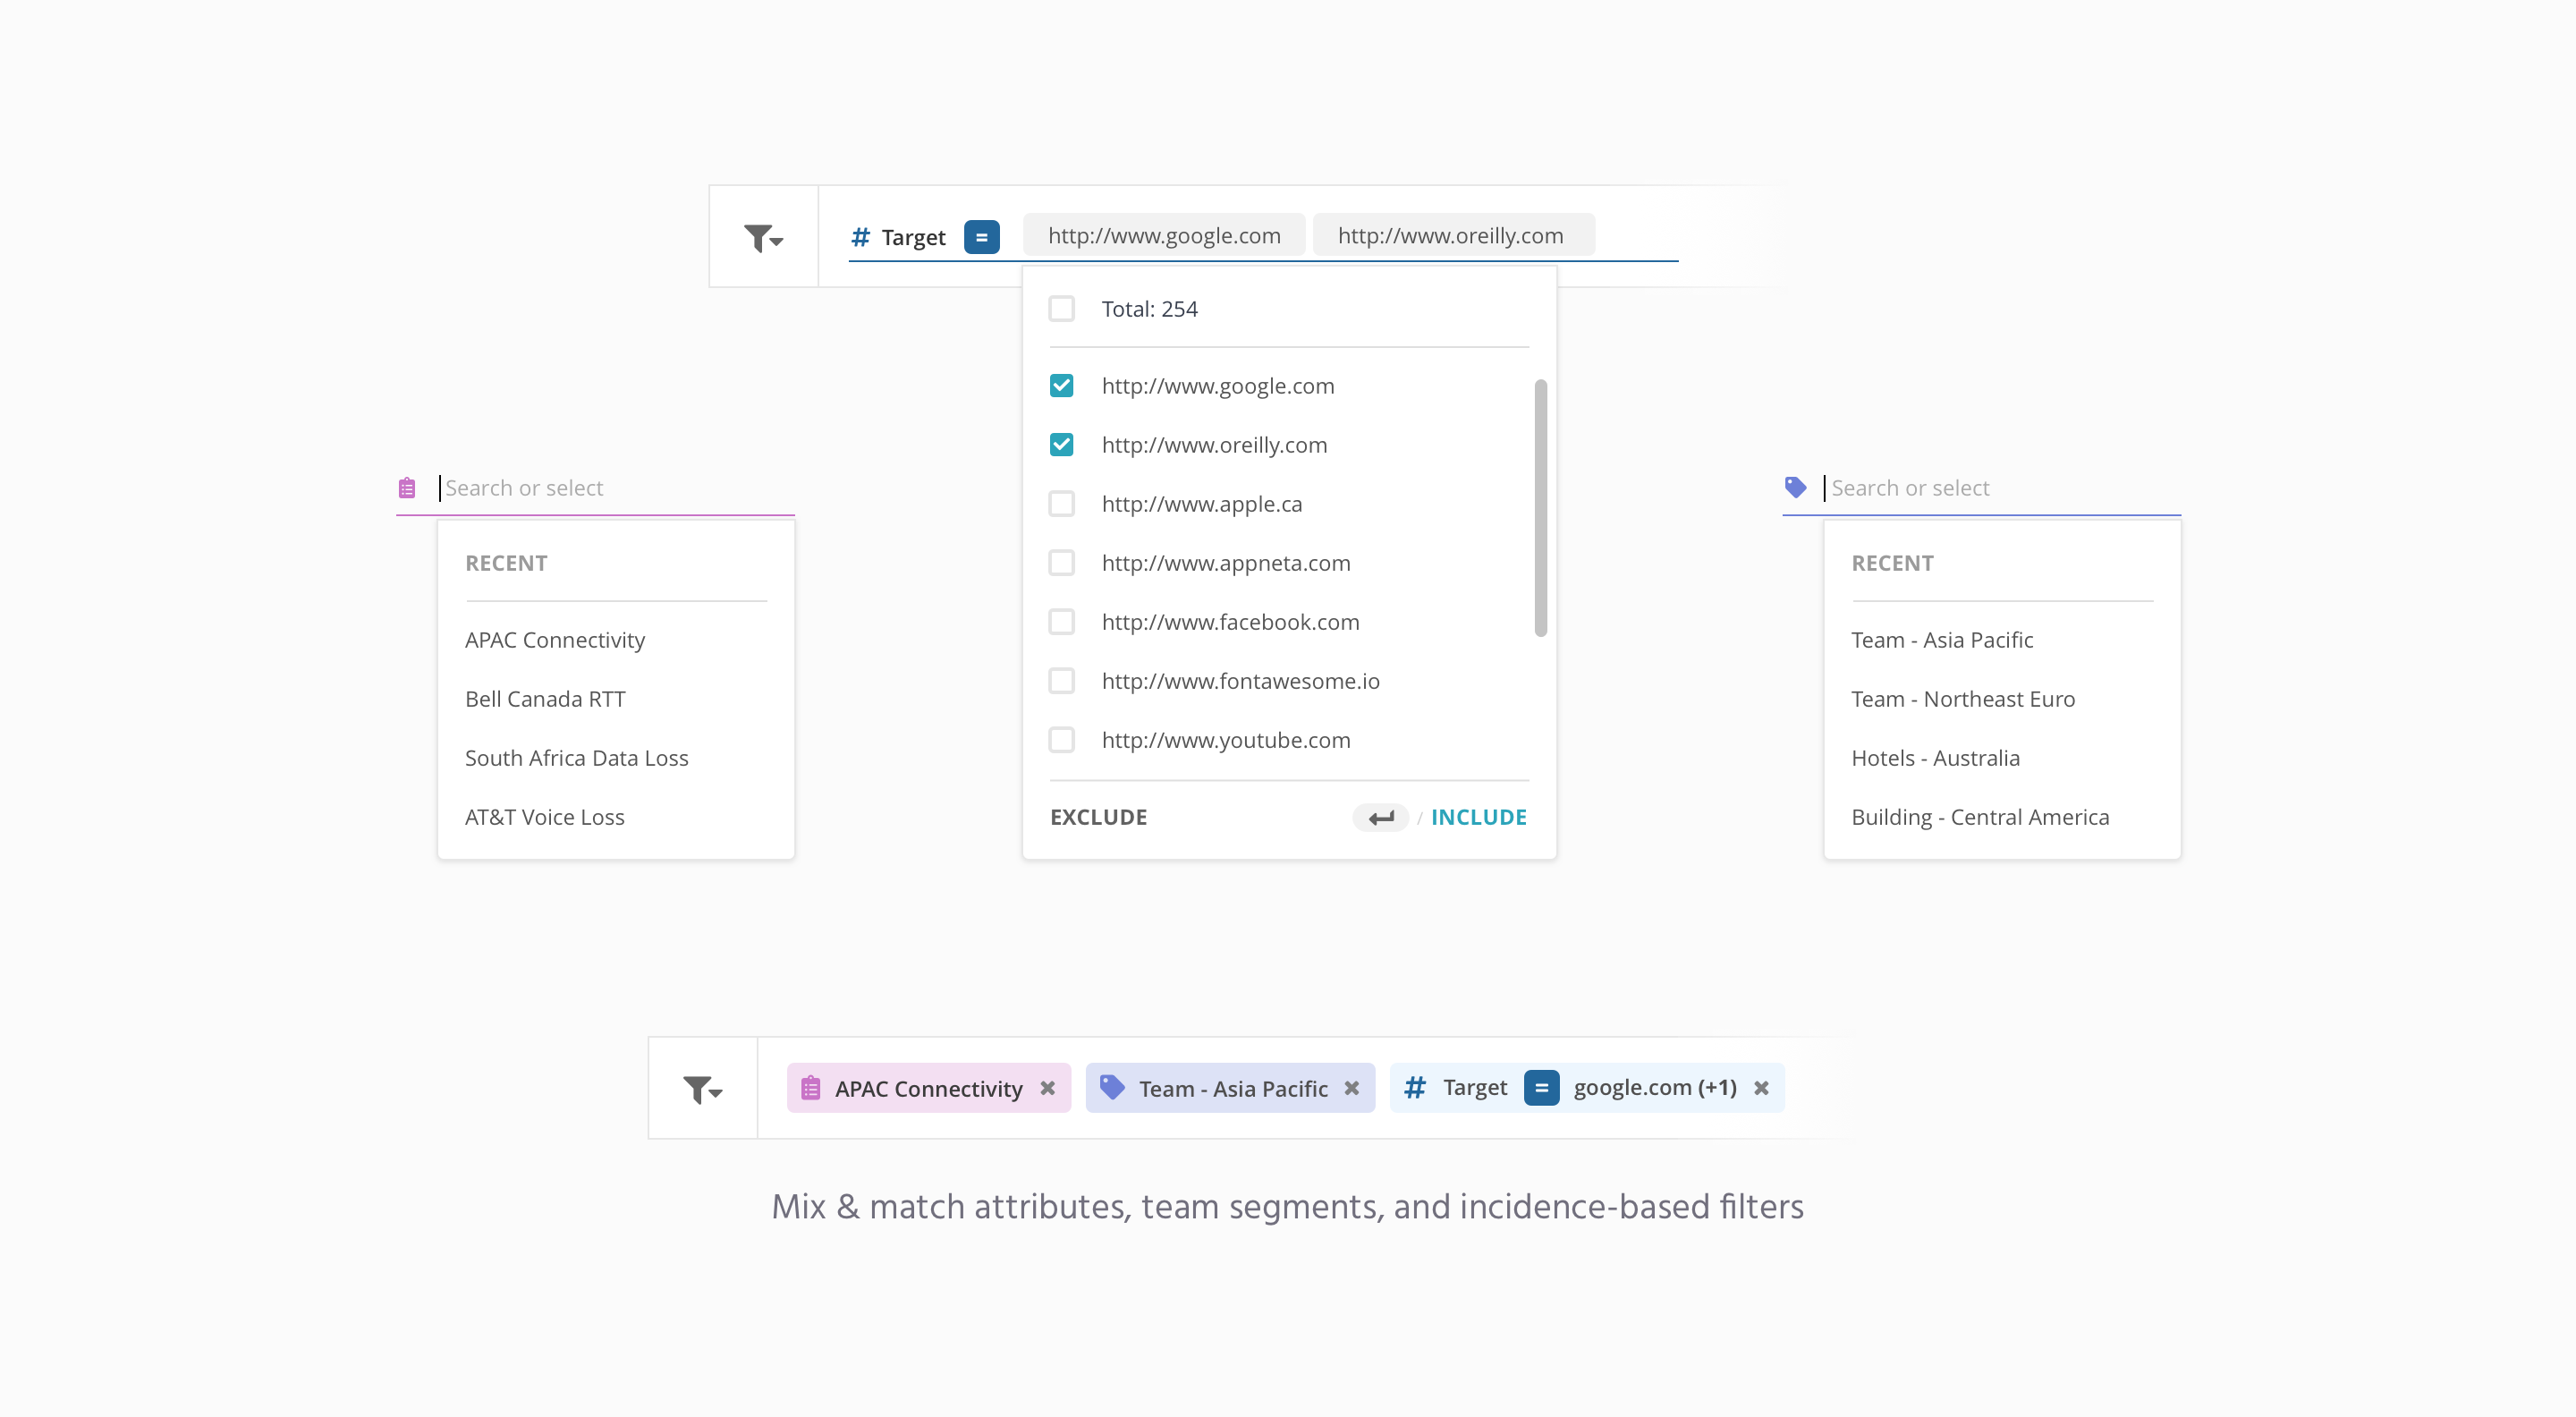 # Target = http://www.google.com http://www.oreilly.com
Total: 254
http://www.google.com
http://www.oreilly.com
http://www.apple.ca
http://www.appneta.com
http://www.facebook.com
http://www.fontawesome.io
http://www.youtube.com
EXCLUDE / INCLUDE
Search or select
RECENT
APAC Connectivity
Bell Canada RTT
South Africa Data Loss
AT&T Voice Loss
Search or select
RECENT
Team - Asia Pacific
Team - Northeast Euro
Hotels - Australia
Building - Central America
APAC Connectivity Team - Asia Pacific # Target = google.com (+1)
Mix & match attributes, team segments, and incidence-based filters